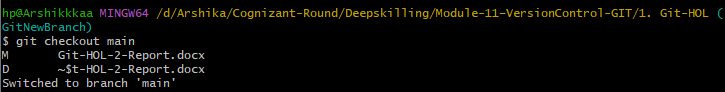 hp@Arshikkkaa MINGW64 /d/Arshika/Cognizant-Round/Deepskilling/Module-11-VersionControl-GIT/1. Git-HOL (
GitNewBranch)
$ git checkout main
M       Git-HOL-2-Report.docx
D       ~$t-HOL-2-Report.docx
Switched to branch 'main'